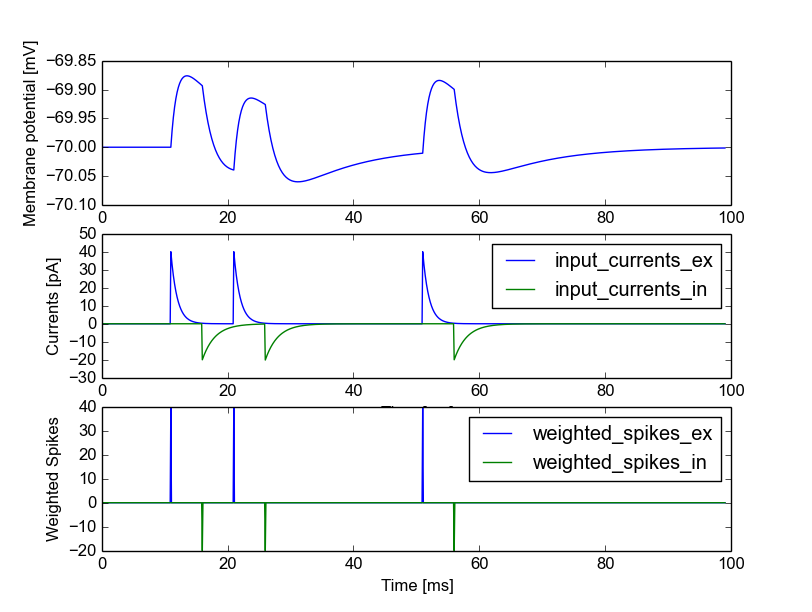 Membrane potential [mV]
−69.85
−69.90
−69.95
−70.00
−70.05
−70.10
0 20 40 60 80 100
Currents [pA]
50
40
30
20
10
0
−10
−20
−30
input_currents_ex
input_currents_in
0 20 40 60 80 100
Weighted Spikes
40
30
20
10
0
−10
−20
weighted_spikes_ex
weighted_spikes_in
0 20 40 60 80 100
Time [ms]